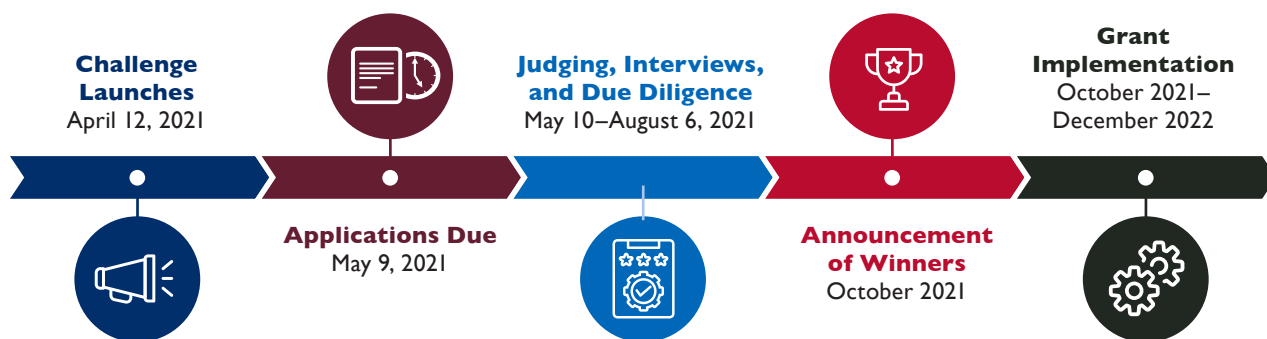 Challenge
Launches
April 12, 2021
Applications Due
May 9, 2021
Judging, Interviews,
and Due Diligence
May 10–August 6, 2021
Announcement
of Winners
October 2021
Grant
Implementation
October 2021–
December 2022